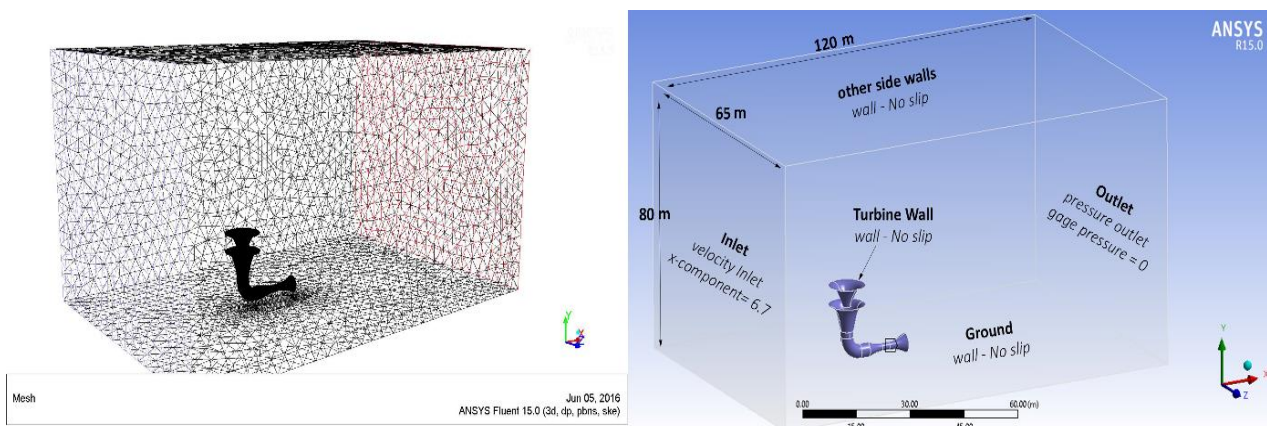 Y
X
Mesh
Jun 05, 2016
ANSYS Fluent 15.0 (3d, dp, pbns, ske)
ANSYS
R15.0
120 m
other side walls
wall - No slip
65 m
80 m
Inlet
velocity Inlet
x-component= 6.7
Turbine Wall
wall - No slip
Outlet
pressure outlet
gage pressure = 0
Ground
wall - No slip
Y
X
Z
0.00
30.00
60.00 (m)
15.00
45.00